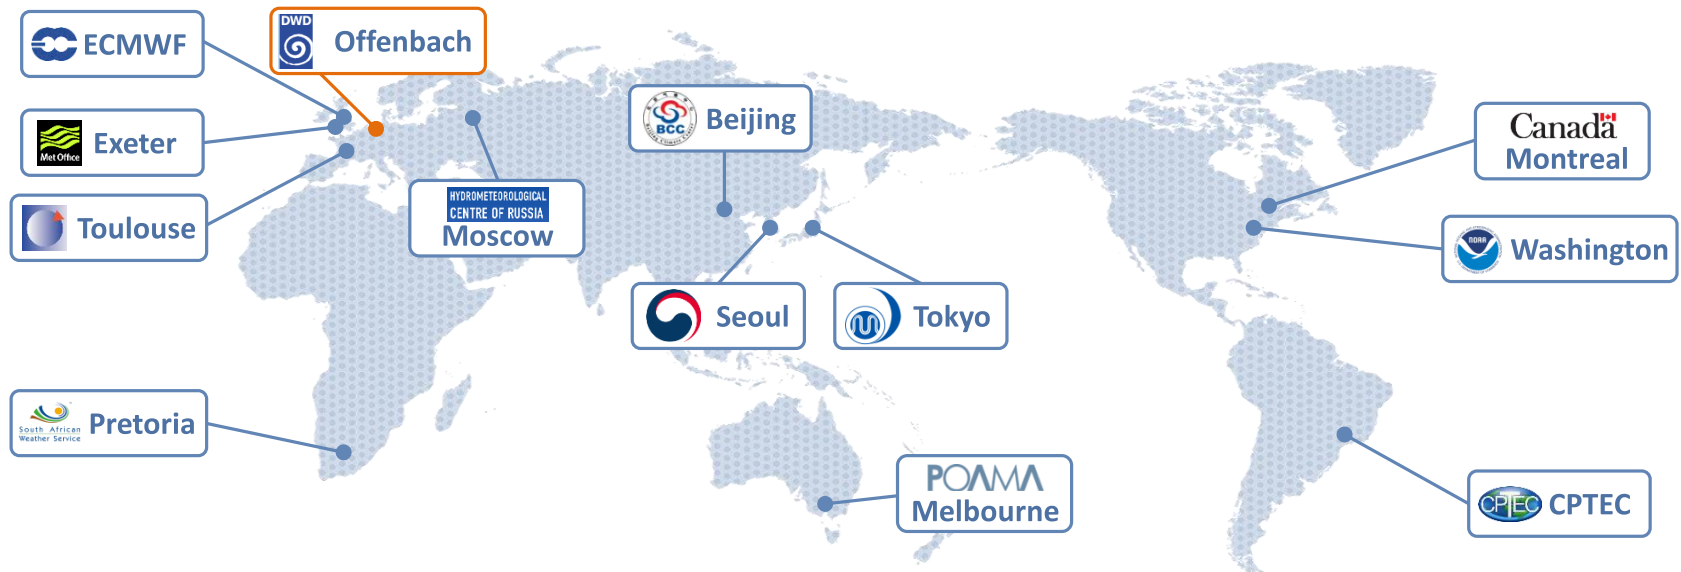 ECMWF
DWD
Offenbach
Met Office
Exeter
Toulouse
HYDROMETEOROLOGICAL
CENTRE OF RUSSIA
Moscow
BCC
Beijing
Seoul
Tokyo
Canada
Montreal
NOAA
Washington
South African
Weather Service
Pretoria
POAMA
Melbourne
CPTEC
CPTEC